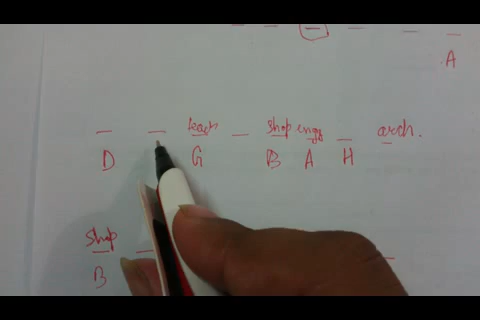 A
teach shop engg arch.
D G B A H
Shop
B